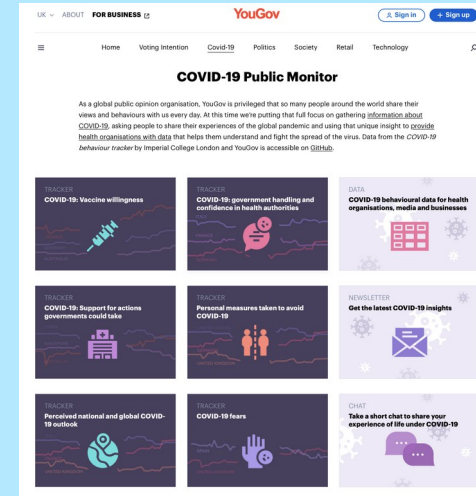 UK ABOUT FOR BUSINESS
YouGov
Sign in
+ Sign up
Home Voting Intention Covid-19 Politics Society Retail Technology
COVID-19 Public Monitor
As a global public opinion organisation, YouGov is privileged that so many people around the world share their
views and behaviours with us every day. At this time we're putting that full focus on gathering information about
COVID-19, asking people to share their experiences of the global pandemic and using that unique insight to provide
health organisations with data that helps them understand and fight the spread of the virus. Data from the COVID-19
behaviour tracker by Imperial College London and YouGov is accessible on GitHub.
TRACKER
COVID-19: Vaccine willingness
TRACKER
COVID-19: government handling and
confidence in health authorities
DATA
COVID-19 behavioural data for health
organisations, media and businesses
TRACKER
COVID-19: Support for actions
governments could take
TRACKER
Personal measures taken to avoid
COVID-19
NEWSLETTER
Get the latest COVID-19 insights
TRACKER
Perceived national and global COVID-
19 outlook
TRACKER
COVID-19 fears
CHAT
Take a short chat to share your
experience of life under COVID-19